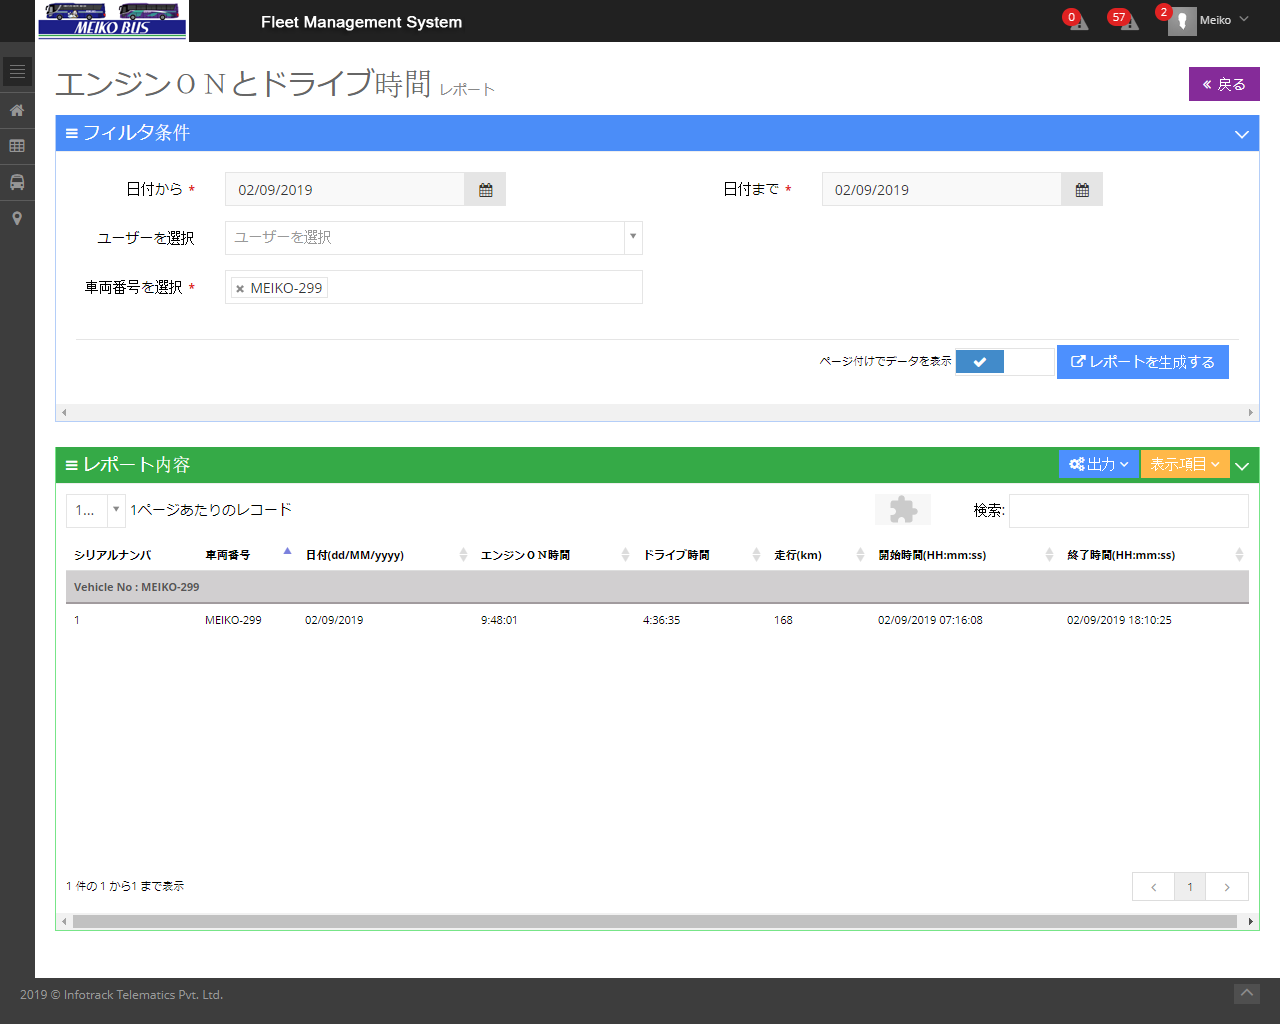 MEIKO BUS
Fleet Management System
0
57
2
Meiko
エンジンＯＮとドライブ時間 レポート
« 戻る
フィルタ条件
日付から *
02/09/2019
日付まで *
02/09/2019
ユーザーを選択
ユーザーを選択
車両番号を選択 *
× MEIKO-299
ページ付けでデータを表示
レポートを生成する
レポート内容
出力
表示項目
1...
1ページあたりのレコード
検索:
シリアルナンバ 車両番号 日付(dd/MM/yyyy) エンジンＯＮ時間 ドライブ時間 走行(km) 開始時間(HH:mm:ss) 終了時間(HH:mm:ss)
Vehicle No : MEIKO-299
1 MEIKO-299 02/09/2019 9:48:01 4:36:35 168 02/09/2019 07:16:08 02/09/2019 18:10:25
1 件の 1 から1 まで表示
1
2019 © Infotrack Telematics Pvt. Ltd.